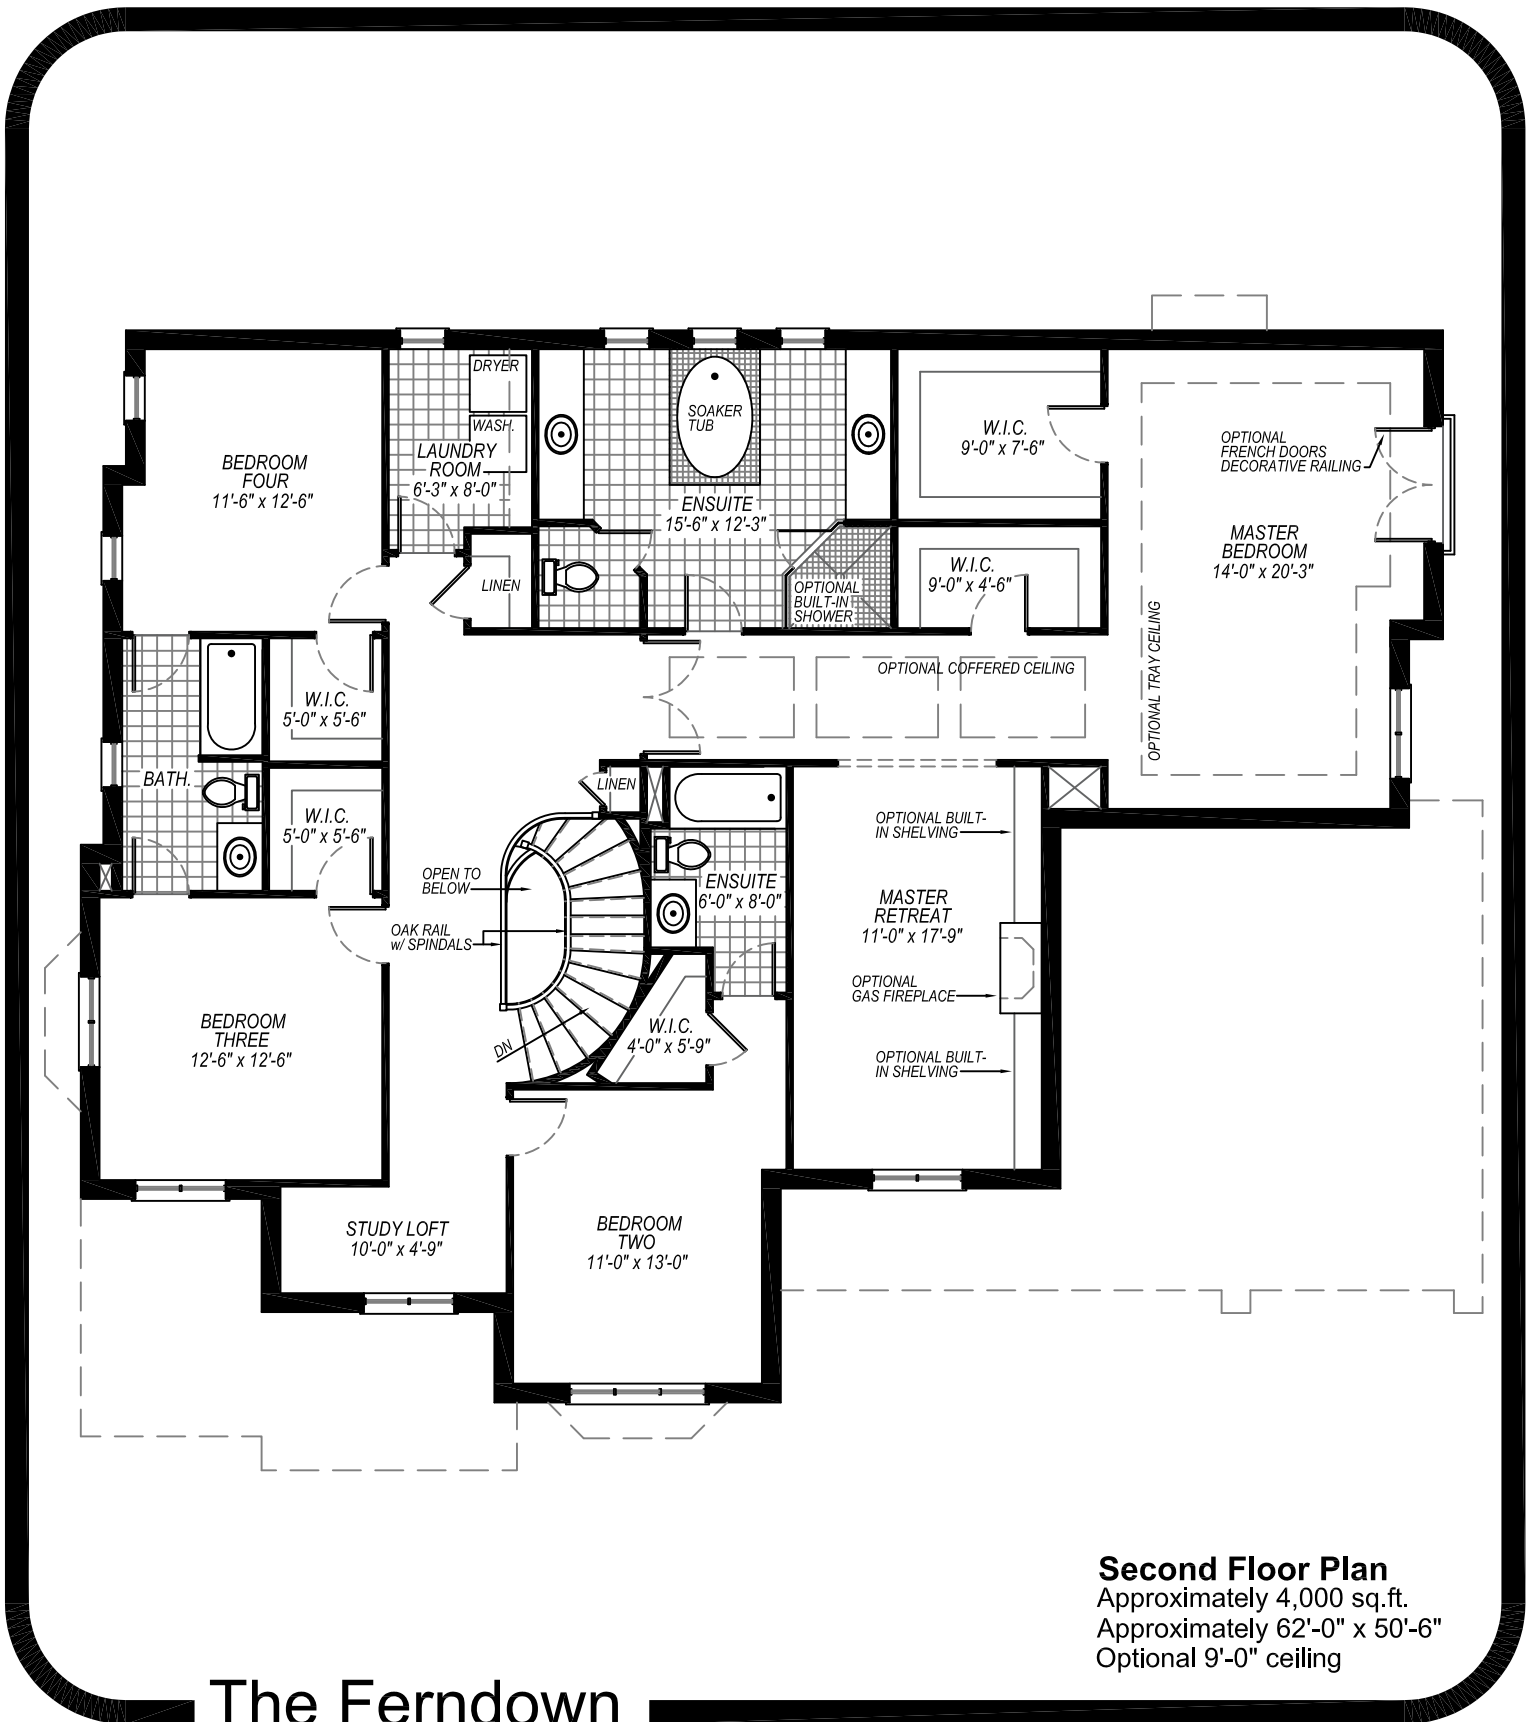 DRYER
WASH.
LAUNDRY
ROOM
6'-3" x 8'-0"
SOAKER
TUB
ENSUITE
15'-6" x 12'-3"
W.I.C.
9'-0" x 7'-6"
OPTIONAL
FRENCH DOORS
DECORATIVE RAILING
BEDROOM
FOUR
11'-6" x 12'-6"
MASTER
BEDROOM
14'-0" x 20'-3"
LINEN
W.I.C.
9'-0" x 4'-6"
OPTIONAL
BUILT-IN
SHOWER
OPTIONAL TRAY CEILING
OPTIONAL COFFERED CEILING
W.I.C.
5'-0" x 5'-6"
BATH.
W.I.C.
5'-0" x 5'-6"
LINEN
OPEN TO
BELOW
OAK RAIL
w/ SPINDALS
ENSUITE
6'-0" x 8'-0"
OPTIONAL BUILT-
IN SHELVING
MASTER
RETREAT
11'-0" x 17'-9"
OPTIONAL
GAS FIREPLACE
OPTIONAL BUILT-
IN SHELVING
BEDROOM
THREE
12'-6" x 12'-6"
DN
W.I.C.
4'-0" x 5'-9"
STUDY LOFT
10'-0" x 4'-9"
BEDROOM
TWO
11'-0" x 13'-0"
Second Floor Plan
Approximately 4,000 sq.ft.
Approximately 62'-0" x 50'-6"
Optional 9'-0" ceiling
The Ferndown